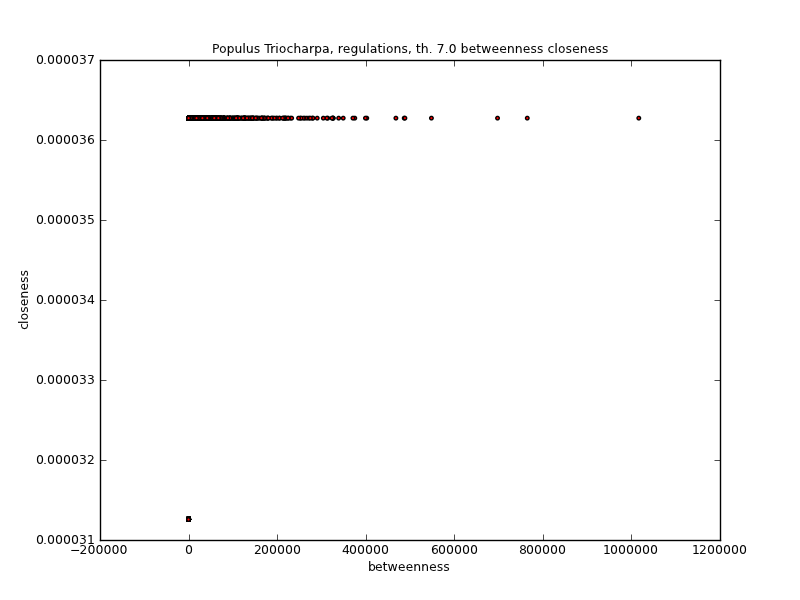 Populus Triocharpa, regulations, th. 7.0 betweenness closeness
0.000037
0.000036
0.000035
0.000034
0.000033
0.000032
0.000031
closeness
−200000 0 200000 400000 600000 800000 1000000 1200000
betweenness